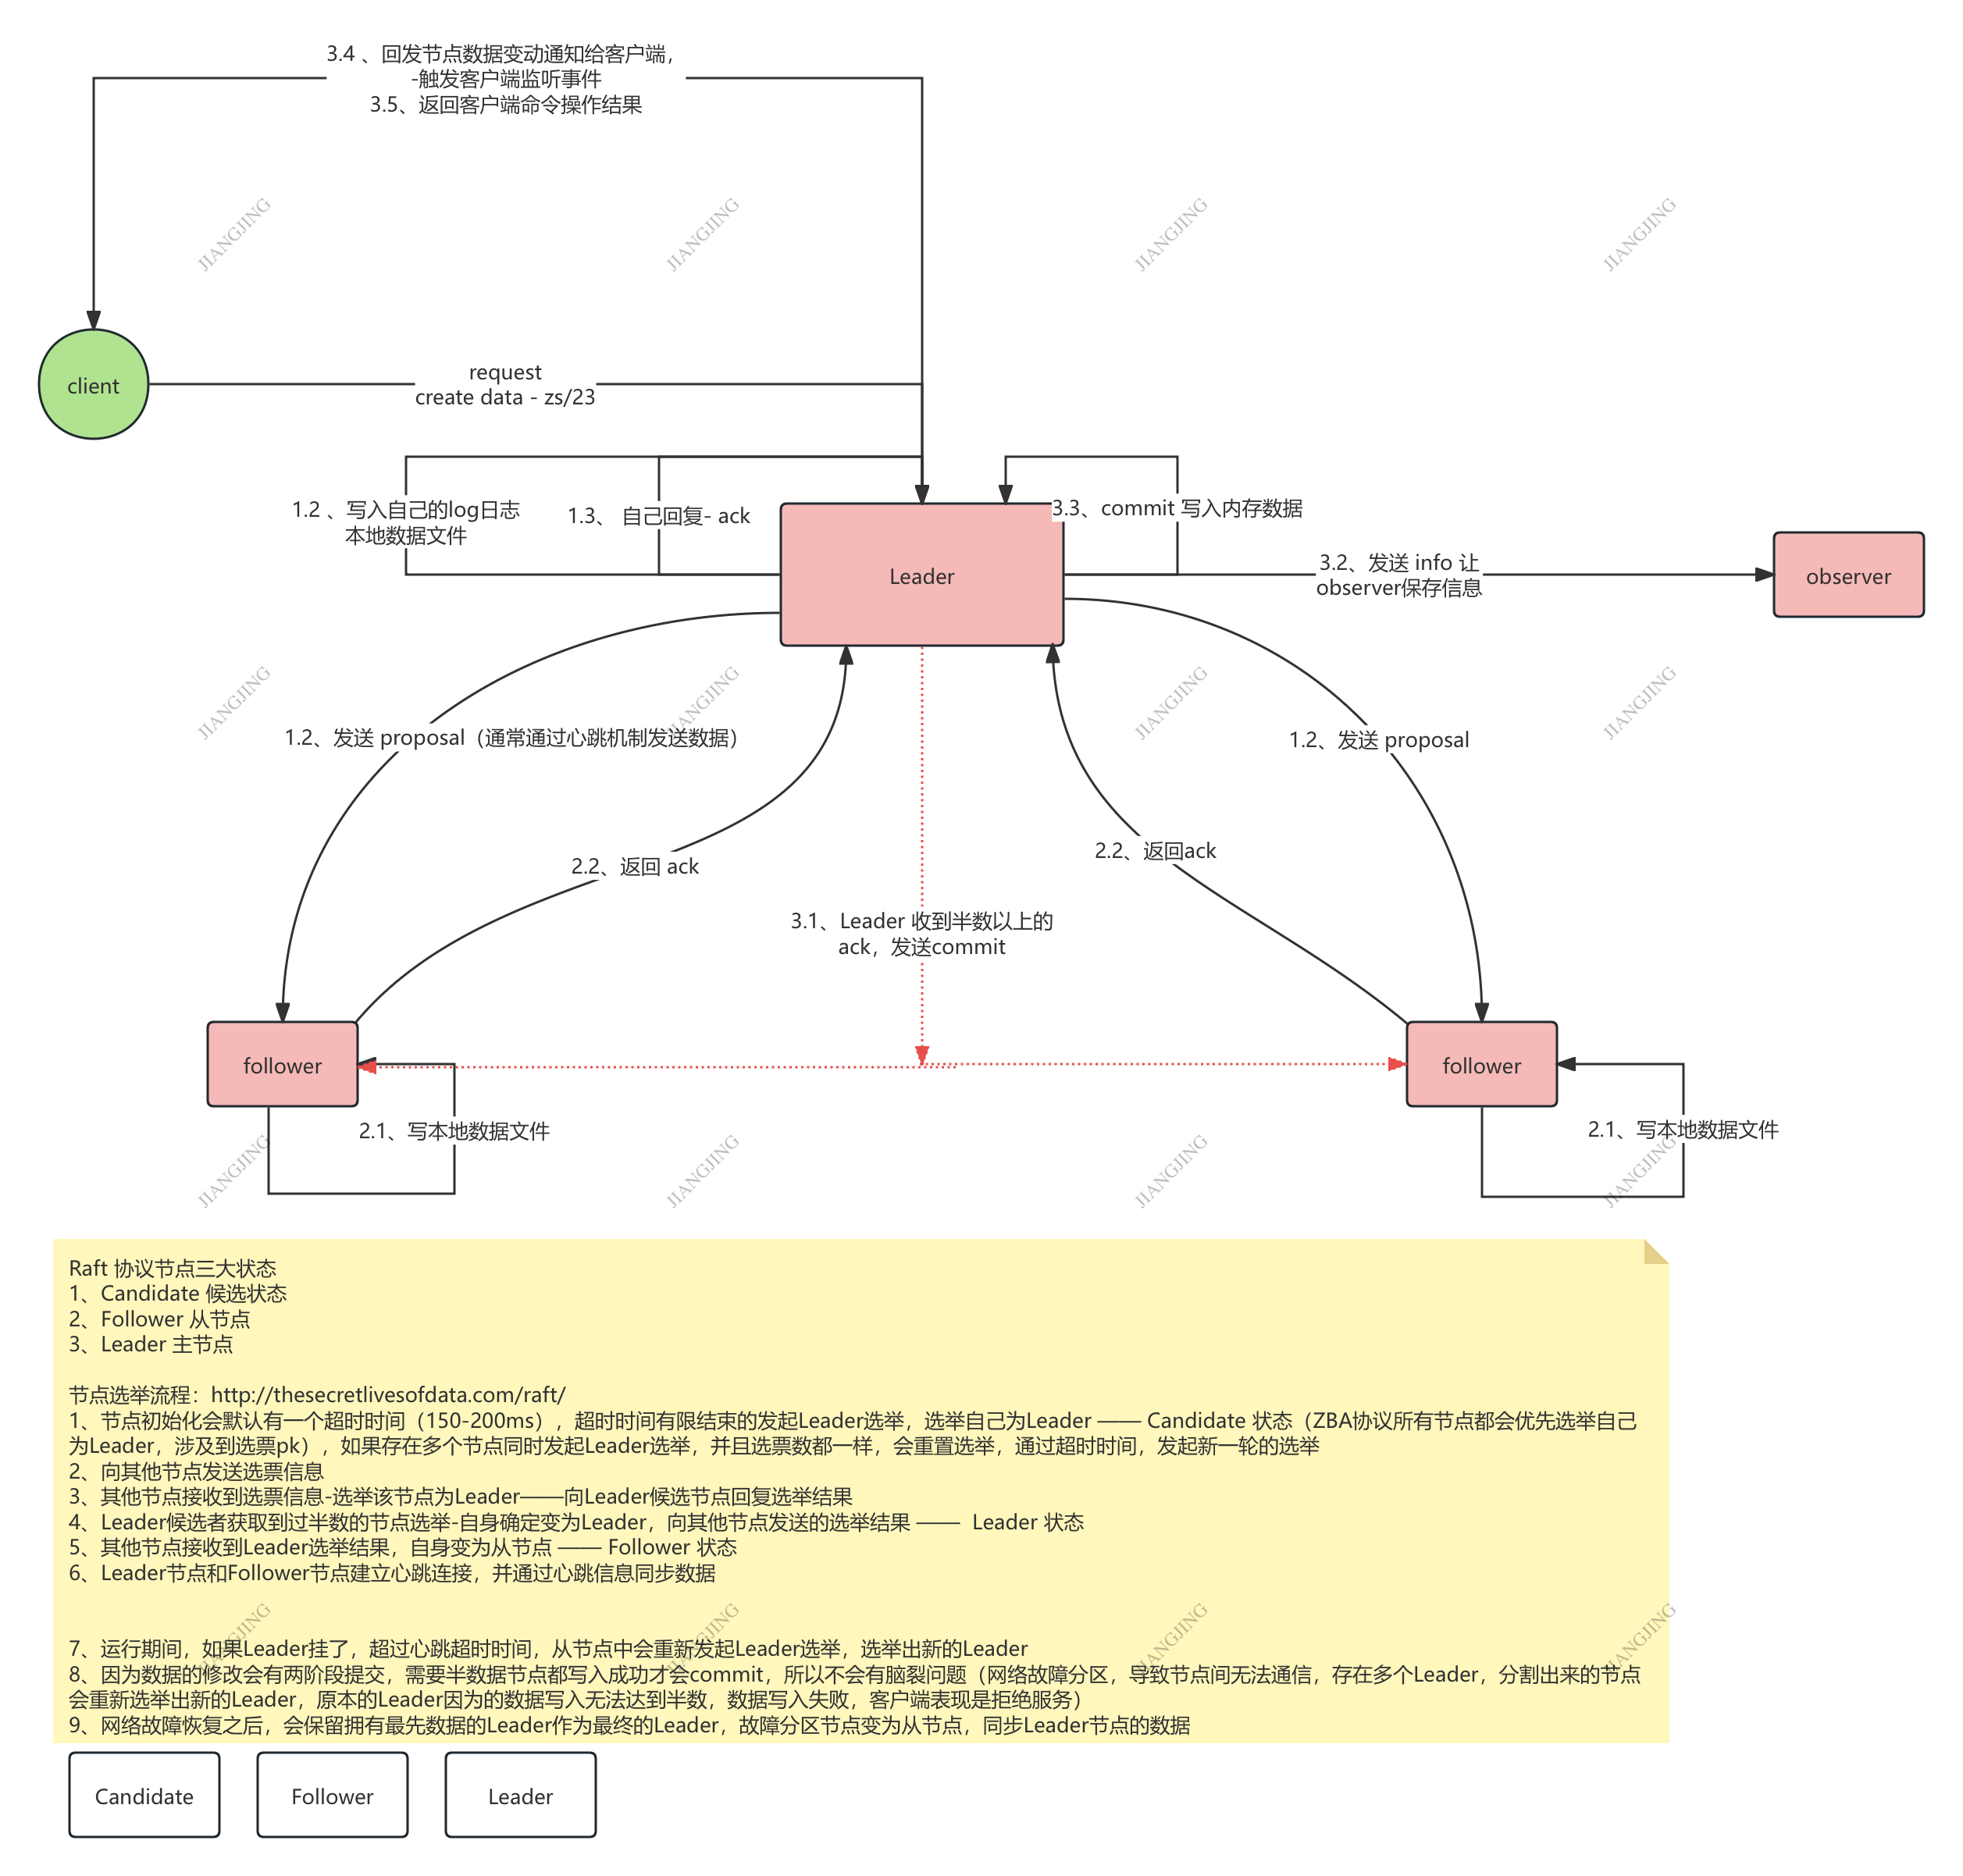 3.4 、回发节点数据变动通知给客户端，
-触发客户端监听事件
3.5、返回客户端命令操作结果
JIANGJING
JIANGJING
JIANGJING
JIANGJING
client
request
create data - zs/23
1.2 、写入自己的log日志
本地数据文件
1.3、 自己回复- ack
3.3、commit 写入内存数据
Leader
3.2、发送 info 让
observer保存信息
observer
JIANGJING
JIANGJING
JIANGJING
JIANGJING
1.2、发送 proposal（通常通过心跳机制发送数据）
1.2、发送 proposal
2.2、返回 ack
2.2、返回ack
3.1、Leader 收到半数以上的
ack，发送commit
follower
follower
2.1、写本地数据文件
2.1、写本地数据文件
JIANGJING
JIANGJING
JIANGJING
JIANGJING
Raft 协议节点三大状态
1、Candidate 候选状态
2、Follower 从节点
3、Leader 主节点
节点选举流程：http://thesecretlivesofdata.com/raft/
1、节点初始化会默认有一个超时时间（150-200ms），超时时间有限结束的发起Leader选举，选举自己为Leader —— Candidate 状态（ZBA协议所有节点都会优先选举自己
为Leader，涉及到选票pk），如果存在多个节点同时发起Leader选举，并且选票数都一样，会重置选举，通过超时时间，发起新一轮的选举
2、向其他节点发送选票信息
3、其他节点接收到选票信息-选举该节点为Leader——向Leader候选节点回复选举结果
4、Leader候选者获取到过半数的节点选举-自身确定变为Leader，向其他节点发送的选举结果 —— Leader 状态
5、其他节点接收到Leader选举结果，自身变为从节点 —— Follower 状态
6、Leader节点和Follower节点建立心跳连接，并通过心跳信息同步数据
JIANGJING
JIANGJING
JIANGJING
JIANGJING
7、运行期间，如果Leader挂了，超过心跳超时时间，从节点中会重新发起Leader选举，选举出新的Leader
8、因为数据的修改会有两阶段提交，需要半数据节点都写入成功才会commit，所以不会有脑裂问题（网络故障分区，导致节点间无法通信，存在多个Leader，分割出来的节点
会重新选举出新的Leader，原本的Leader因为的数据写入无法达到半数，数据写入失败，客户端表现是拒绝服务）
9、网络故障恢复之后，会保留拥有最先数据的Leader作为最终的Leader，故障分区节点变为从节点，同步Leader节点的数据
Candidate
Follower
Leader